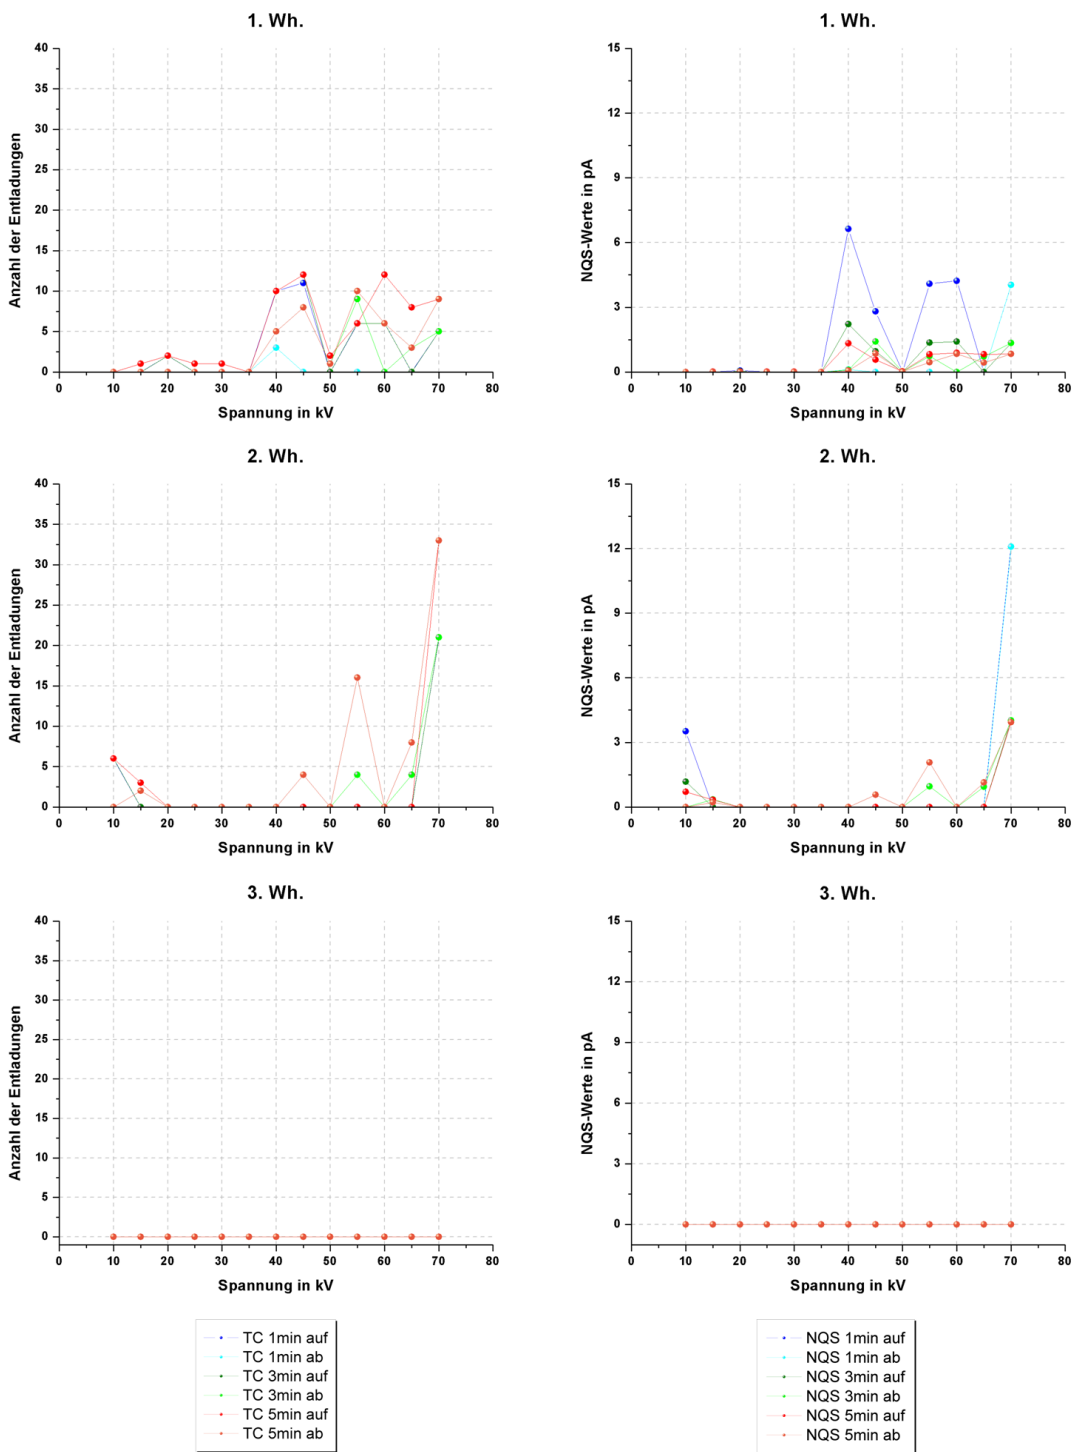 1. Wh.
40
35
30
25
20
15
10
5
0
Anzahl der Entladungen
0 10 20 30 40 50 60 70 80
Spannung in kV
1. Wh.
15
12
9
6
3
0
NQS-Werte in pA
0 10 20 30 40 50 60 70 80
Spannung in kV
2. Wh.
40
35
30
25
20
15
10
5
0
Anzahl der Entladungen
0 10 20 30 40 50 60 70 80
Spannung in kV
2. Wh.
15
12
9
6
3
0
NQS-Werte in pA
0 10 20 30 40 50 60 70 80
Spannung in kV
3. Wh.
40
35
30
25
20
15
10
5
0
Anzahl der Entladungen
0 10 20 30 40 50 60 70 80
Spannung in kV
3. Wh.
15
12
9
6
3
0
NQS-Werte in pA
0 10 20 30 40 50 60 70 80
Spannung in kV
TC 1min auf
TC 1min ab
TC 3min auf
TC 3min ab
TC 5min auf
TC 5min ab
NQS 1min auf
NQS 1min ab
NQS 3min auf
NQS 3min ab
NQS 5min auf
NQS 5min ab